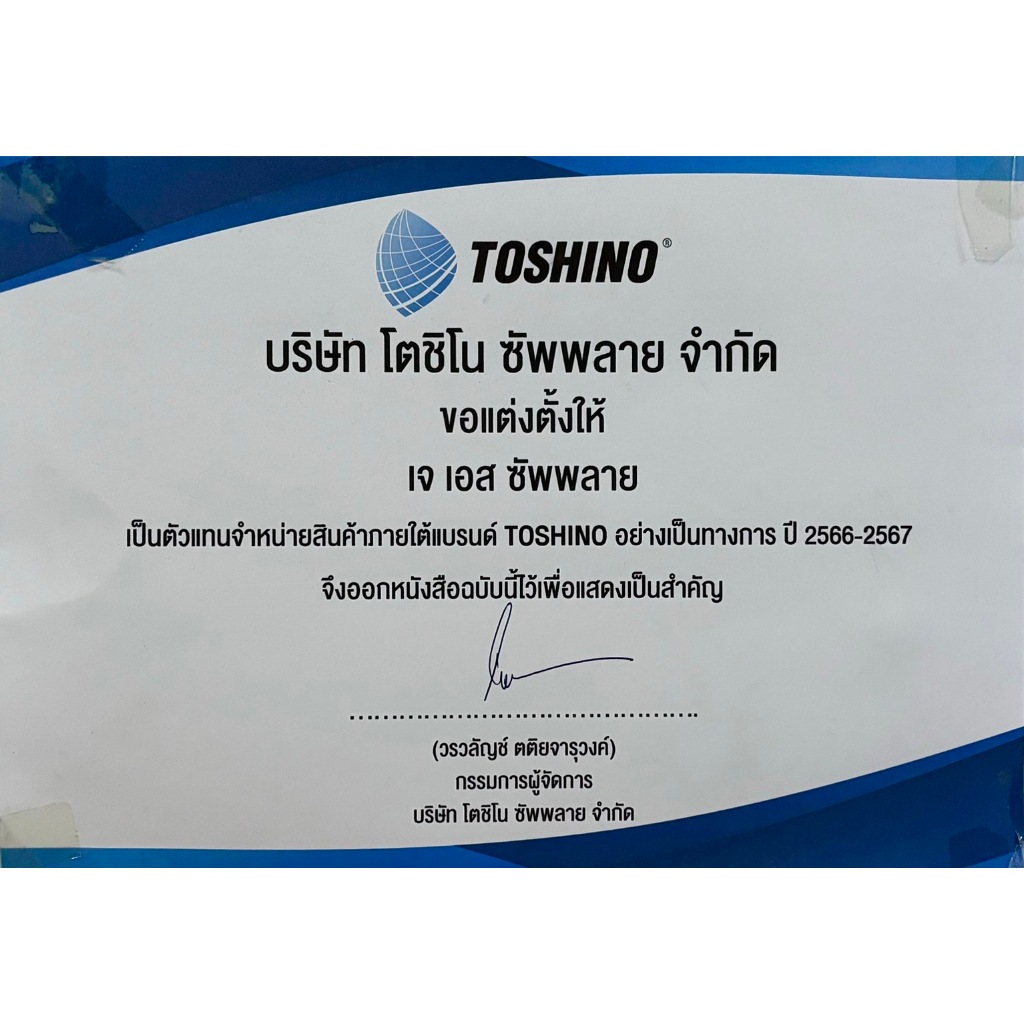 TOSHINO®
บริษัท โตชิโน ซัพพลาย จำกัด
ขอแต่งตั้งให้
เจ เอส ซัพพลาย
เป็นตัวแทนจำหน่ายสินค้าภายใต้แบรนด์ TOSHINO อย่างเป็นทางการ ปี 2566-2567
จึงออกหนังสือฉบับนี้ไว้เพื่อแสดงเป็นสำคัญ
(วรวลัญช์ ตติยจารุวงค์)
กรรมการผู้จัดการ
บริษัท โตชิโน ซัพพลาย จำกัด